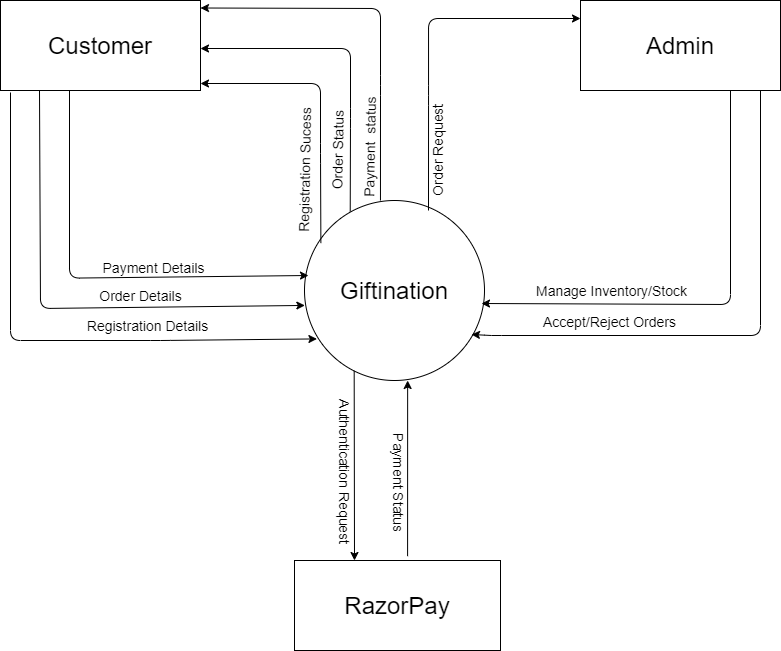 Customer
Admin
Registration Sucess
Order Status
Payment status
Order Request
Payment Details
Order Details
Registration Details
Giftination
Manage Inventory/Stock
Accept/Reject Orders
Authentication Request
Payment Status
RazorPay